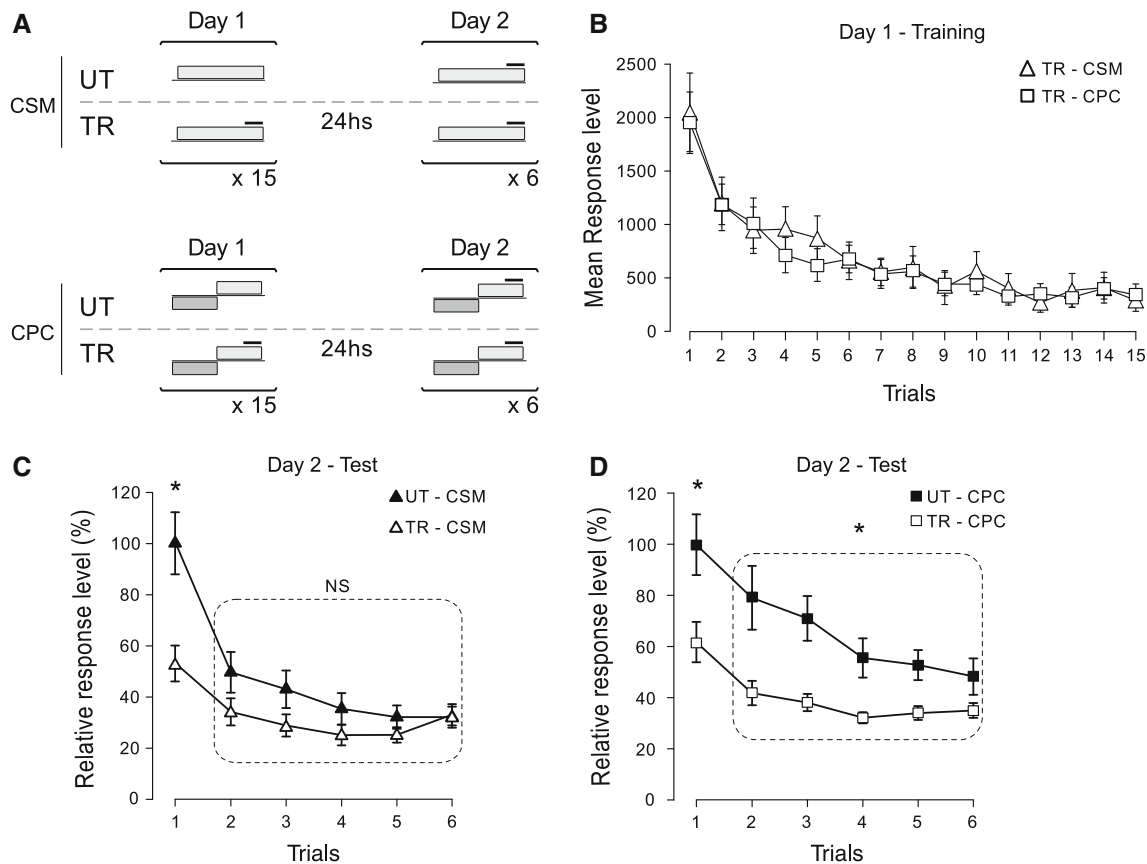 A
Day 1
Day 2
CSM
UT
TR
24hs
x 15
x 6
Day 1
Day 2
CPC
UT
TR
24hs
x 15
x 6
B
Day 1 - Training
TR - CSM
TR - CPC
Mean Response level
2500
2000
1500
1000
500
0
1 2 3 4 5 6 7 8 9 10 11 12 13 14 15
Trials
C
Day 2 - Test
*
UT - CSM
TR - CSM
NS
Relative response level (%)
120
100
80
60
40
20
0
1 2 3 4 5 6
Trials
D
Day 2 - Test
*
*
UT - CPC
TR - CPC
Relative response level (%)
120
100
80
60
40
20
0
1 2 3 4 5 6
Trials